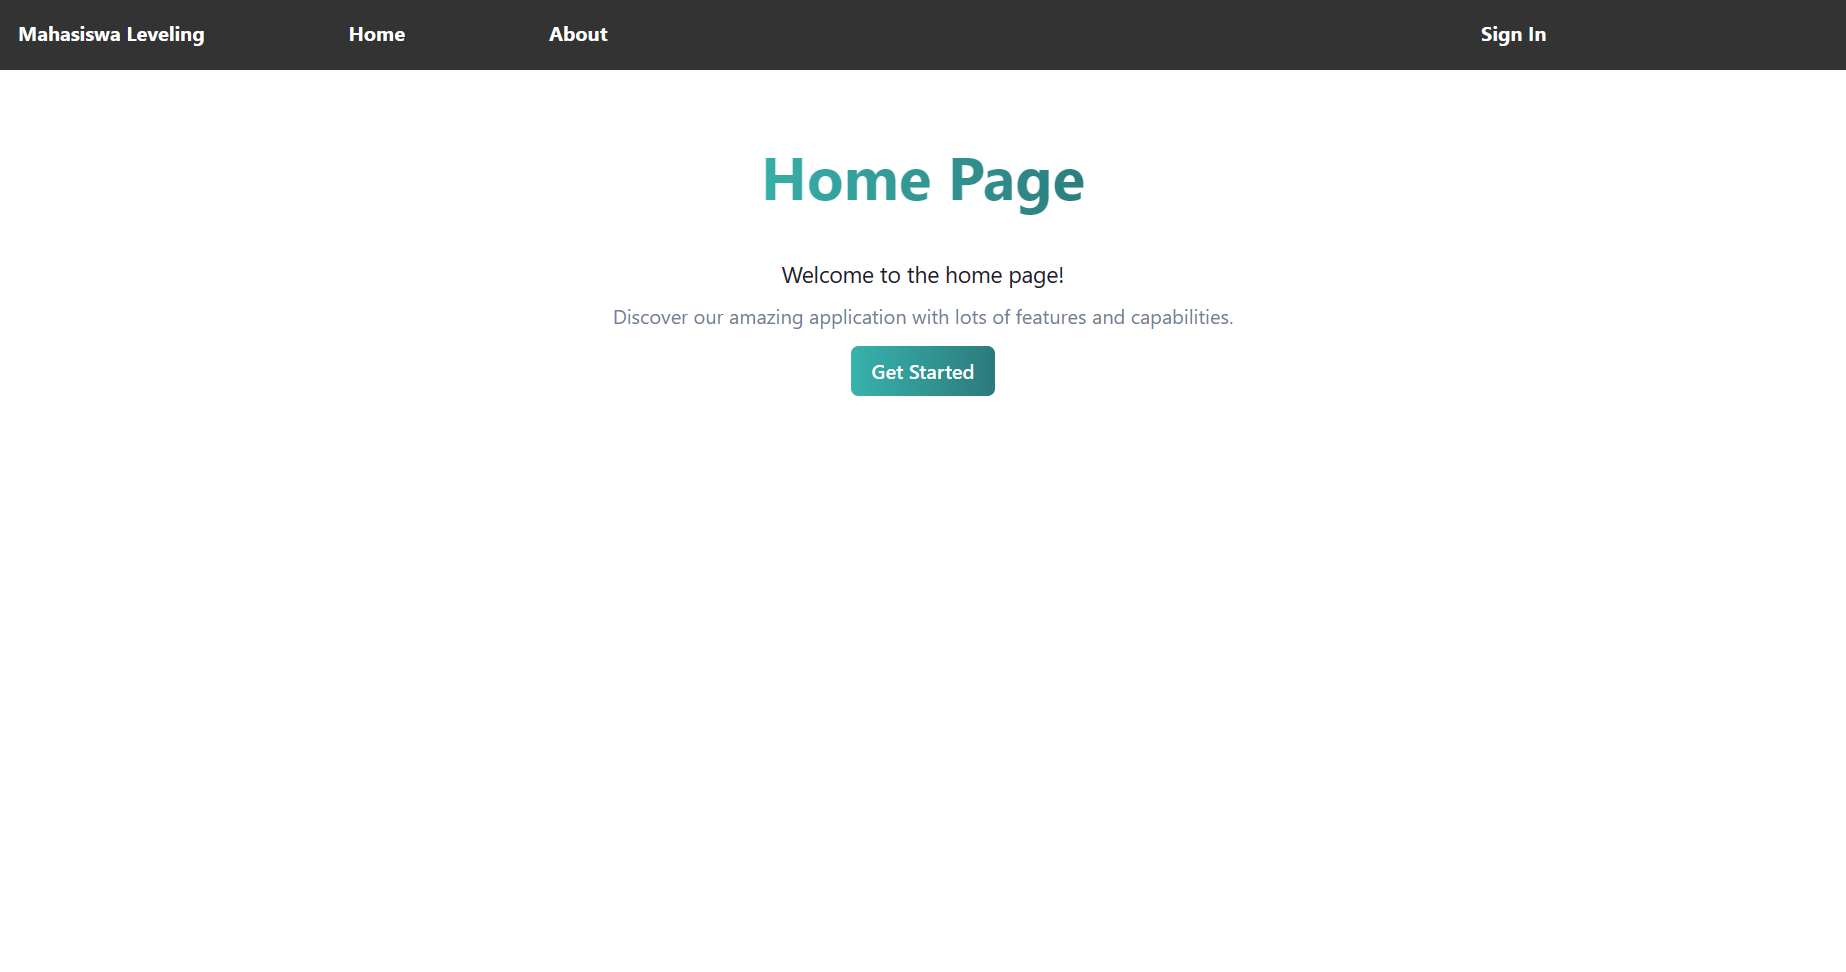 Mahasiswa Leveling Home About Sign In
Home Page
Welcome to the home page!
Discover our amazing application with lots of features and capabilities.
Get Started